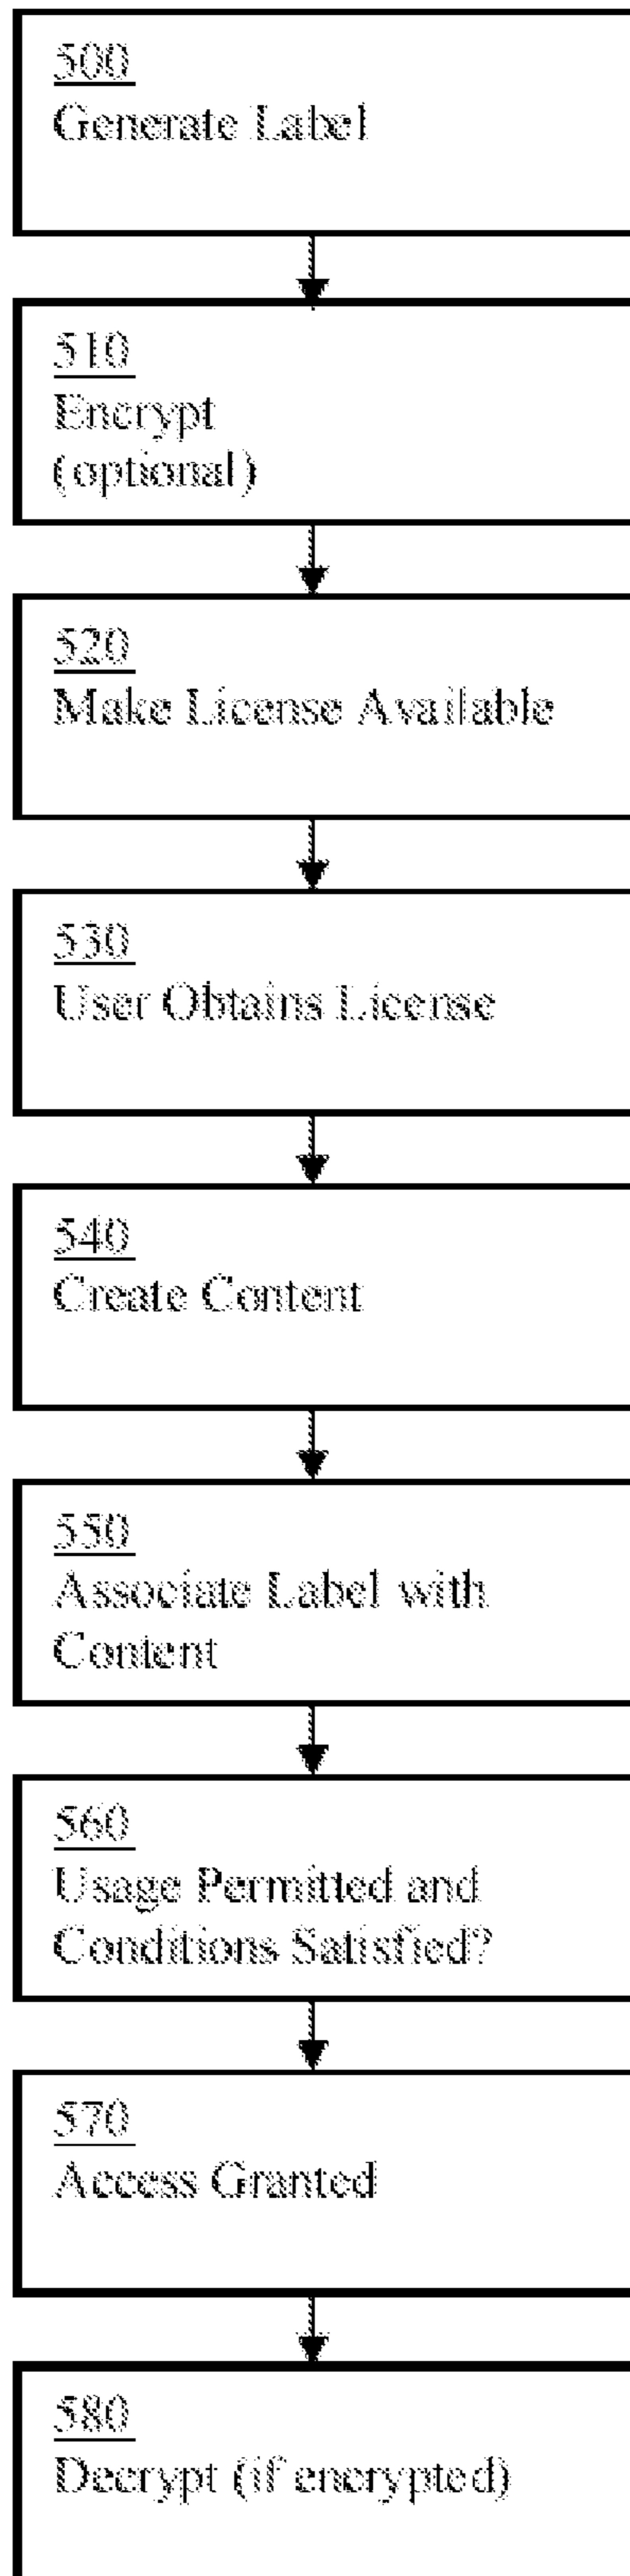 500
Generate Label
510
Encrypt
(optional)
520
Make License Available
530
User Obtains License
540
Create Content
550
Associate Label with
Content
560
Usage Permitted and
Conditions Satisfied?
570
Access Granted
580
Decrypt (if encrypted)